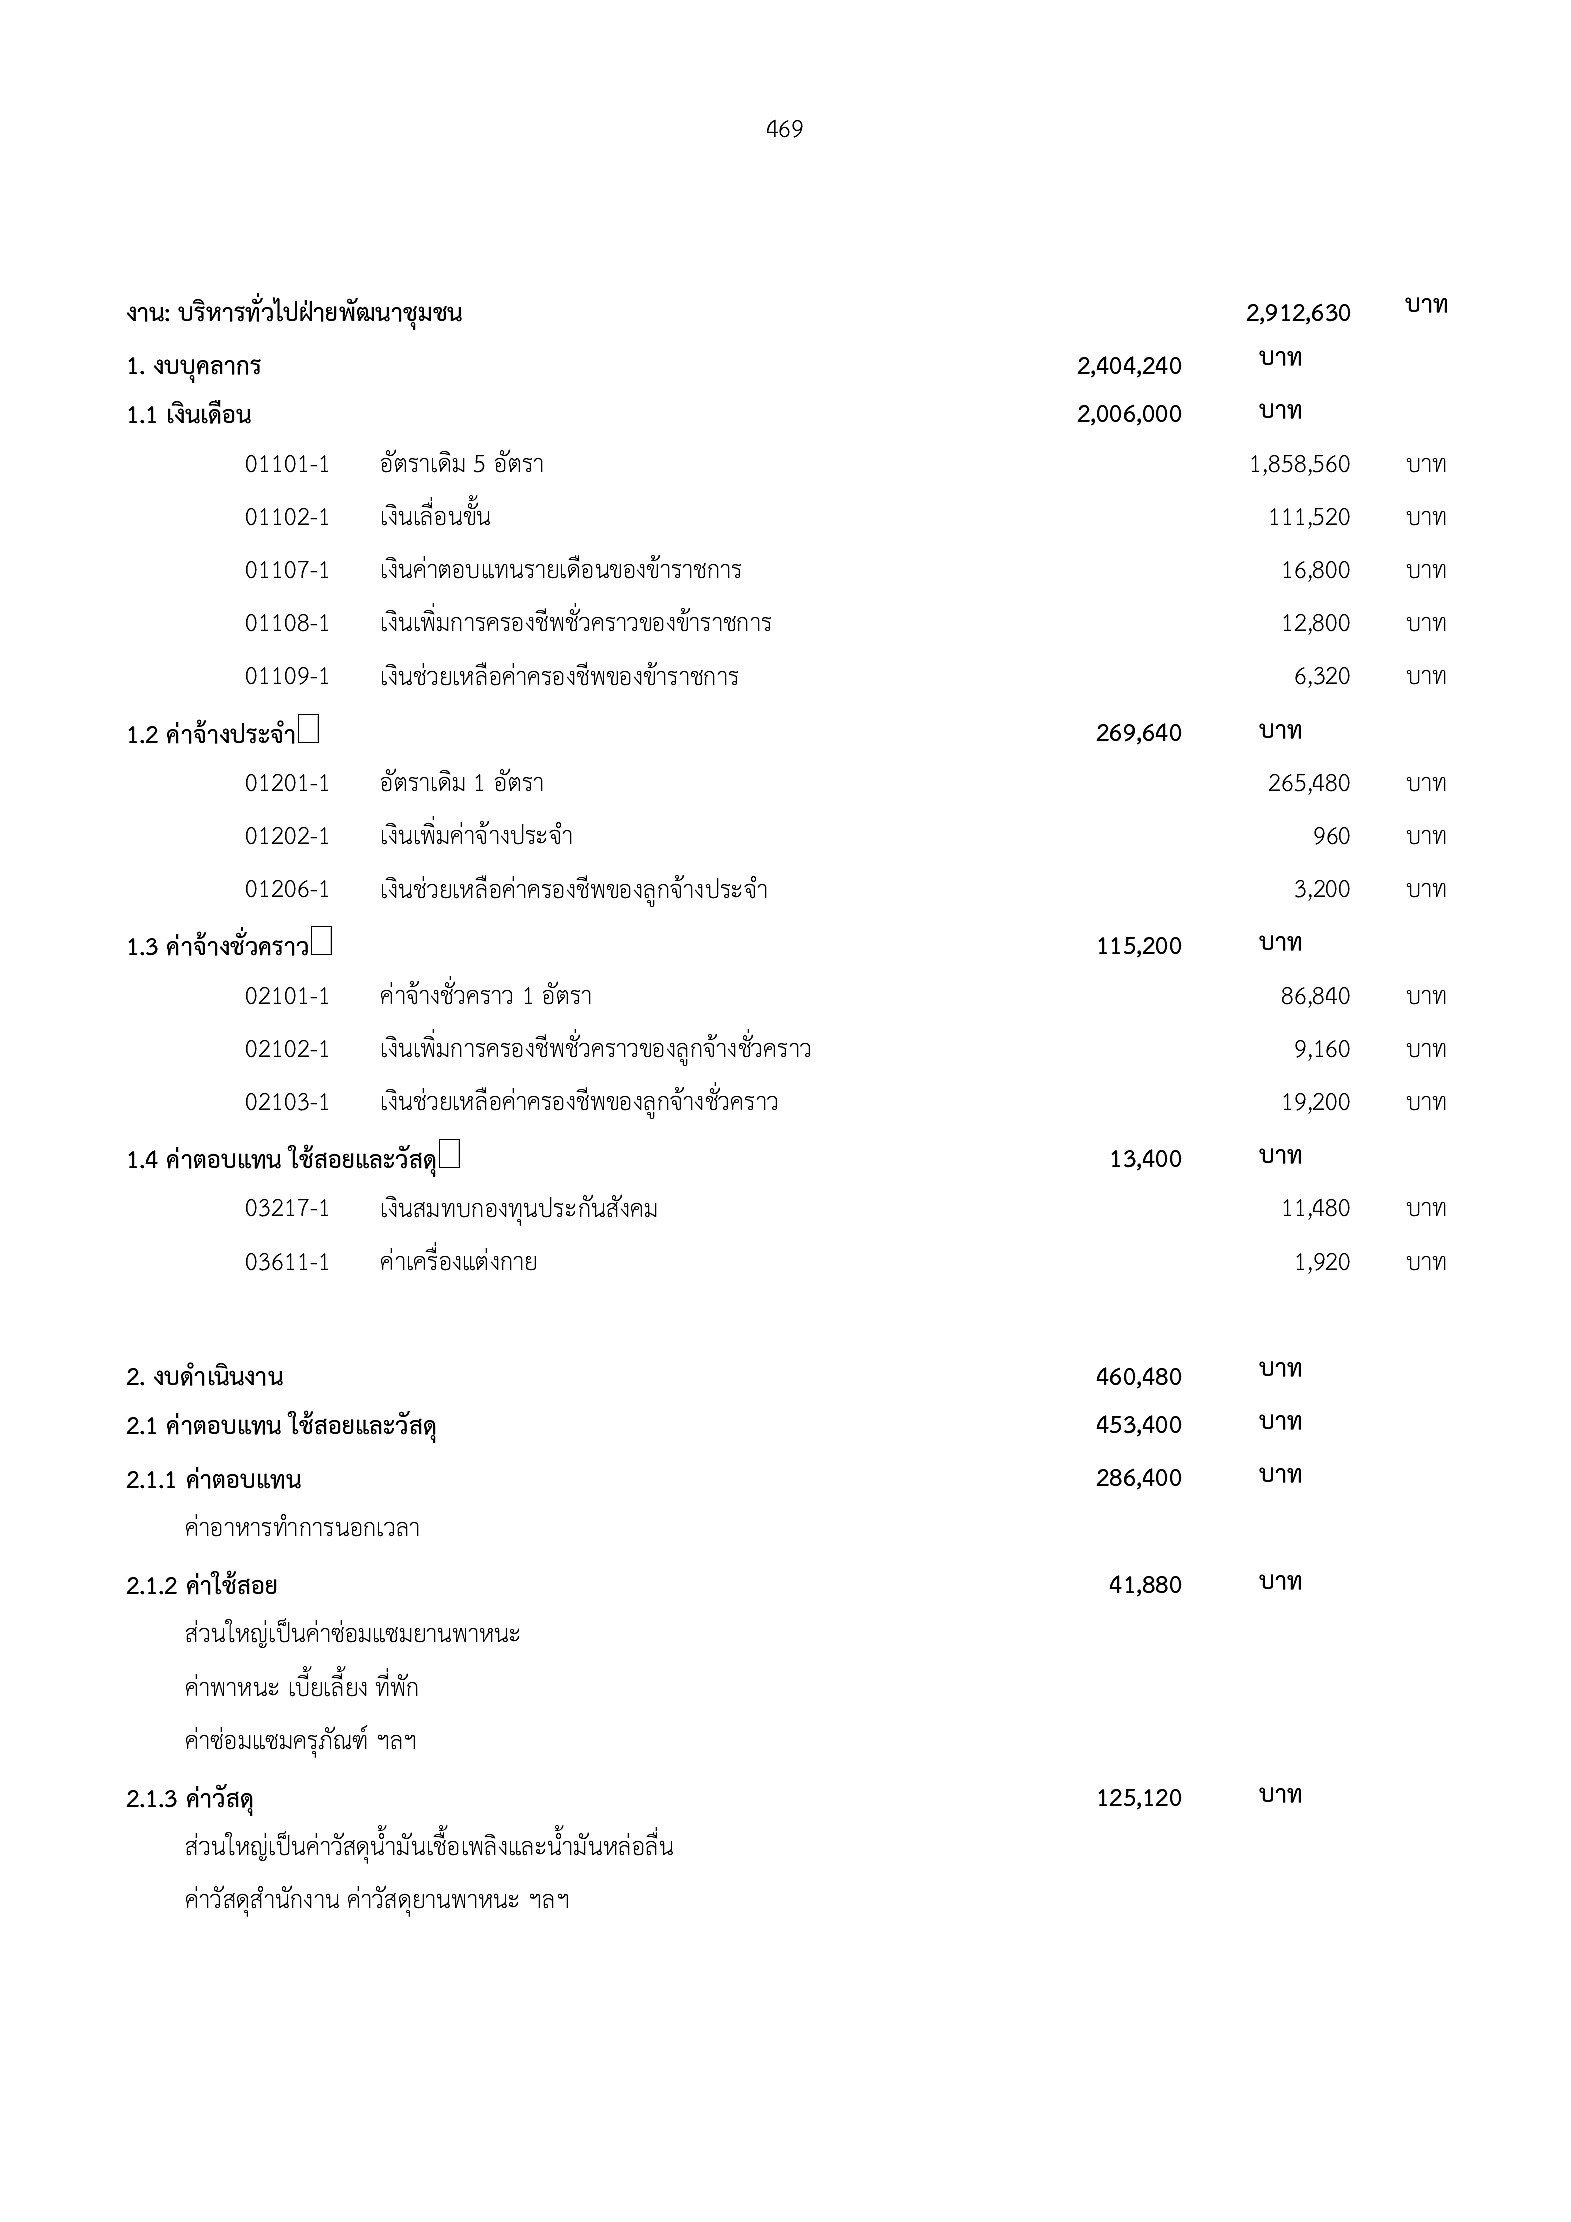 469
งาน: บริหารทั่วไปฝ่ายพัฒนาชุมชน 2,912,630 บาท
1. งบบุคลากร 2,404,240 บาท
1.1 เงินเดือน 2,006,000 บาท
01101-1 อัตราเดิม 5 อัตรา 1,858,560 บาท
01102-1 เงินเลื่อนขั้น 111,520 บาท
01107-1 เงินค่าตอบแทนรายเดือนของข้าราชการ 16,800 บาท
01108-1 เงินเพิ่มการครองชีพชั่วคราวของข้าราชการ 12,800 บาท
01109-1 เงินช่วยเหลือค่าครองชีพของข้าราชการ 6,320 บาท
1.2 ค่าจ้างประจำ 269,640 บาท
01201-1 อัตราเดิม 1 อัตรา 265,480 บาท
01202-1 เงินเพิ่มค่าจ้างประจำ 960 บาท
01206-1 เงินช่วยเหลือค่าครองชีพของลูกจ้างประจำ 3,200 บาท
1.3 ค่าจ้างชั่วคราว 115,200 บาท
02101-1 ค่าจ้างชั่วคราว 1 อัตรา 86,840 บาท
02102-1 เงินเพิ่มการครองชีพชั่วคราวของลูกจ้างชั่วคราว 9,160 บาท
02103-1 เงินช่วยเหลือค่าครองชีพของลูกจ้างชั่วคราว 19,200 บาท
1.4 ค่าตอบแทน ใช้สอยและวัสดุ 13,400 บาท
03217-1 เงินสมทบกองทุนประกันสังคม 11,480 บาท
03611-1 ค่าเครื่องแต่งกาย 1,920 บาท
2. งบดำเนินงาน 460,480 บาท
2.1 ค่าตอบแทน ใช้สอยและวัสดุ 453,400 บาท
2.1.1 ค่าตอบแทน 286,400 บาท
ค่าอาหารทำการนอกเวลา
2.1.2 ค่าใช้สอย 41,880 บาท
ส่วนใหญ่เป็นค่าซ่อมแซมยานพาหนะ
ค่าพาหนะ เบี้ยเลี้ยง ที่พัก
ค่าซ่อมแซมครุภัณฑ์ ฯลฯ
2.1.3 ค่าวัสดุ 125,120 บาท
ส่วนใหญ่เป็นค่าวัสดุน้ำมันเชื้อเพลิงและน้ำมันหล่อลื่น
ค่าวัสดุสำนักงาน ค่าวัสดุยานพาหนะ ฯลฯ